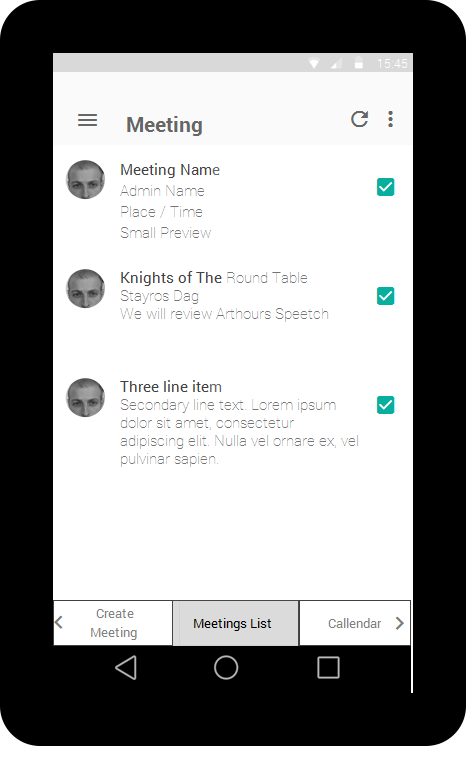 15:45
Meeting
Meeting Name
Admin Name
Place / Time
Small Preview
Knights of The Round Table
Stayros Dag
We will review Arthours Speetch
Three line item
Secondary line text. Lorem ipsum
dolor sit amet, consectetur
adipiscing elit. Nulla vel ornare ex, vel
pulvinar sapien.
Create
Meeting
Meetings List
Callendar